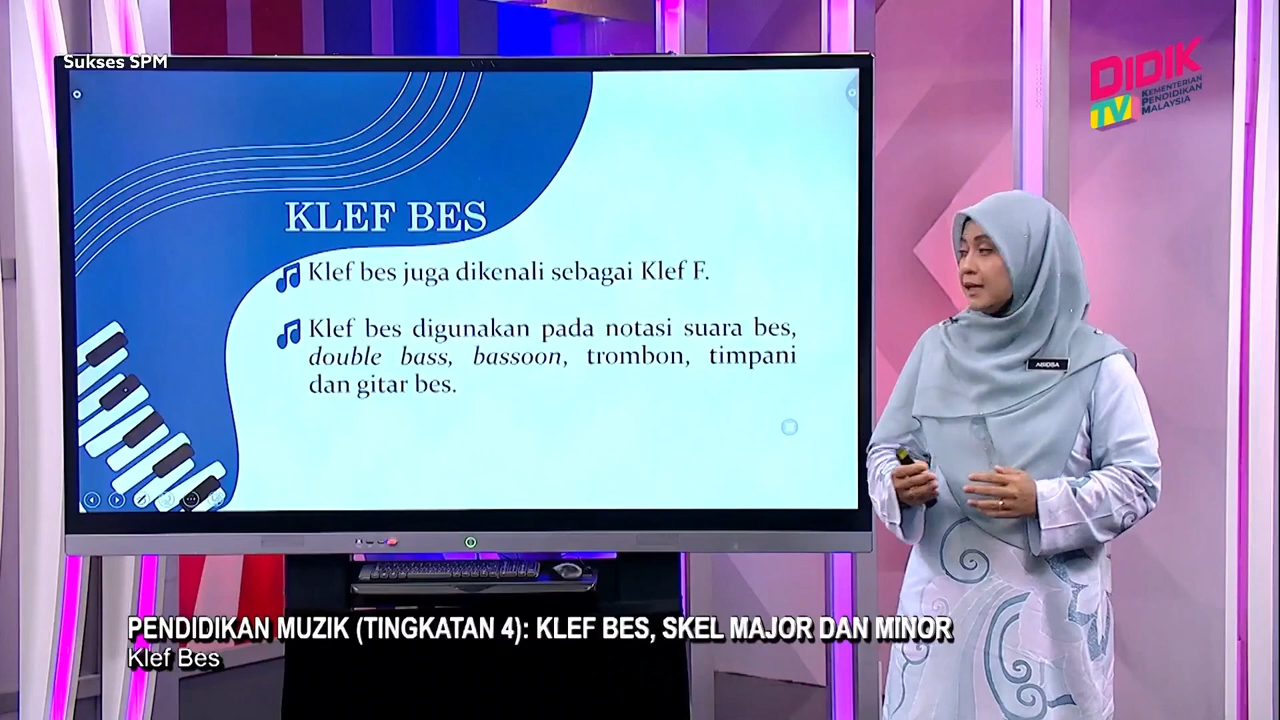 Sukses SPM
DIDIK
TV
KEMENTERIAN
PENDIDIKAN
MALAYSIA
KLEF BES
Klef bes juga dikenali sebagai Klef F.
Klef bes digunakan pada notasi suara bes,
double bass, bassoon, trombon, timpani
dan gitar bes.
PENDIDIKAN MUZIK (TINGKATAN 4): KLEF BES, SKEL MAJOR DAN MINOR
Klef Bes